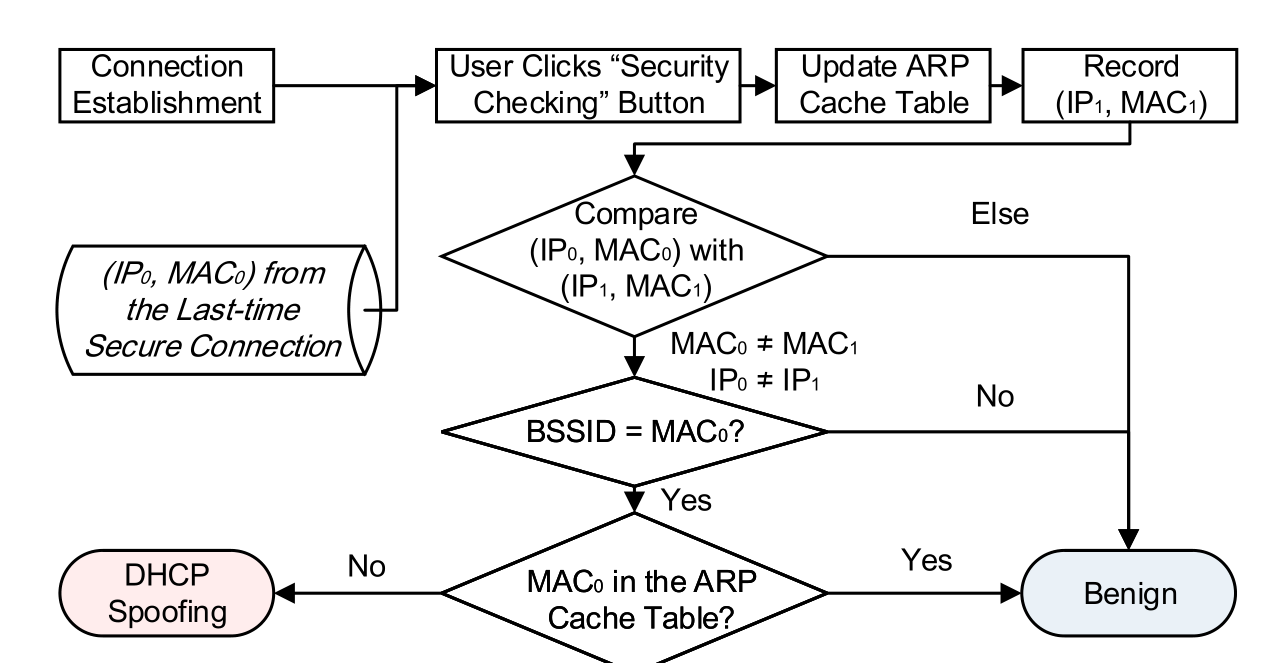 Connection
Establishment
User Clicks “Security
Checking” Button
Update ARP
Cache Table
Record
(IP₁, MAC₁)
(IP₀, MAC₀) from
the Last-time
Secure Connection
Compare
(IP₀, MAC₀) with
(IP₁, MAC₁)
Else
MAC₀ ≠ MAC₁
IP₀ ≠ IP₁
BSSID = MAC₀?
No
Yes
MAC₀ in the ARP
Cache Table?
No
DHCP
Spoofing
Yes
Benign